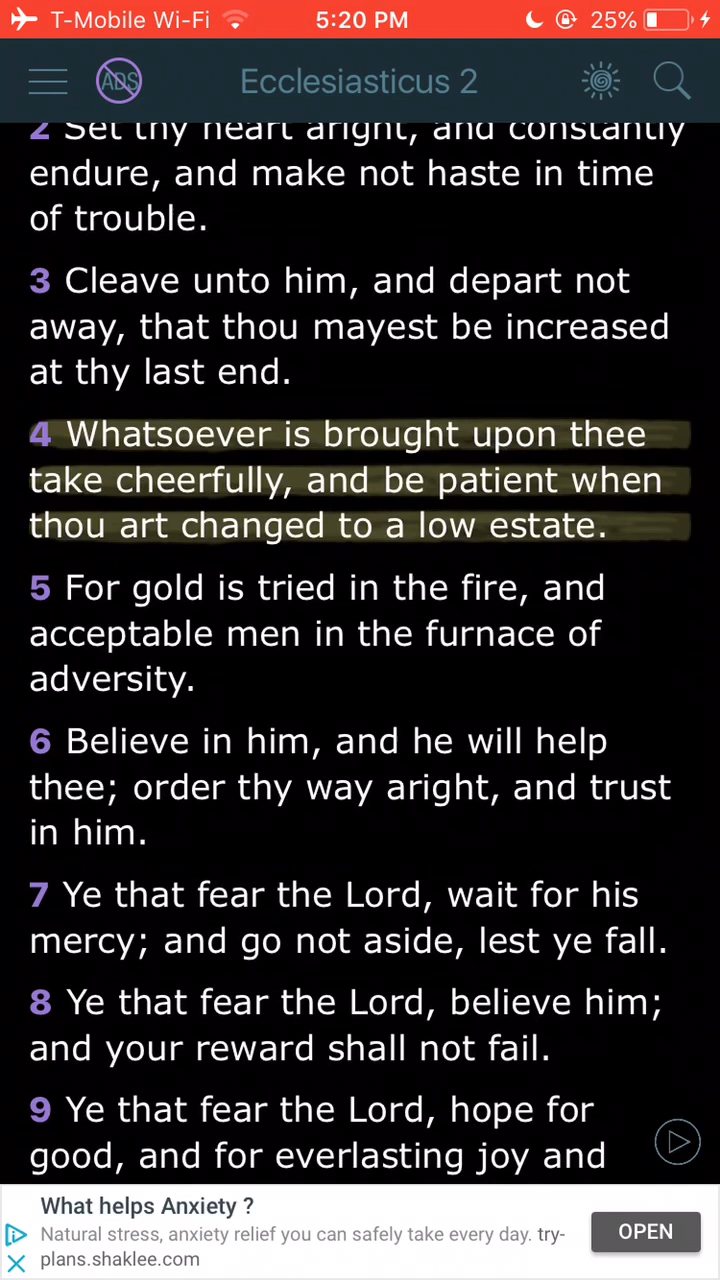 T-Mobile Wi-Fi 5:20 PM 25%
ADS Ecclesiasticus 2
2 Set thy heart aright, and constantly
endure, and make not haste in time
of trouble.
3 Cleave unto him, and depart not
away, that thou mayest be increased
at thy last end.
4 Whatsoever is brought upon thee
take cheerfully, and be patient when
thou art changed to a low estate.
5 For gold is tried in the fire, and
acceptable men in the furnace of
adversity.
6 Believe in him, and he will help
thee; order thy way aright, and trust
in him.
7 Ye that fear the Lord, wait for his
mercy; and go not aside, lest ye fall.
8 Ye that fear the Lord, believe him;
and your reward shall not fail.
9 Ye that fear the Lord, hope for
good, and for everlasting joy and
What helps Anxiety ?
Natural stress, anxiety relief you can safely take every day. try-
plans.shaklee.com
OPEN